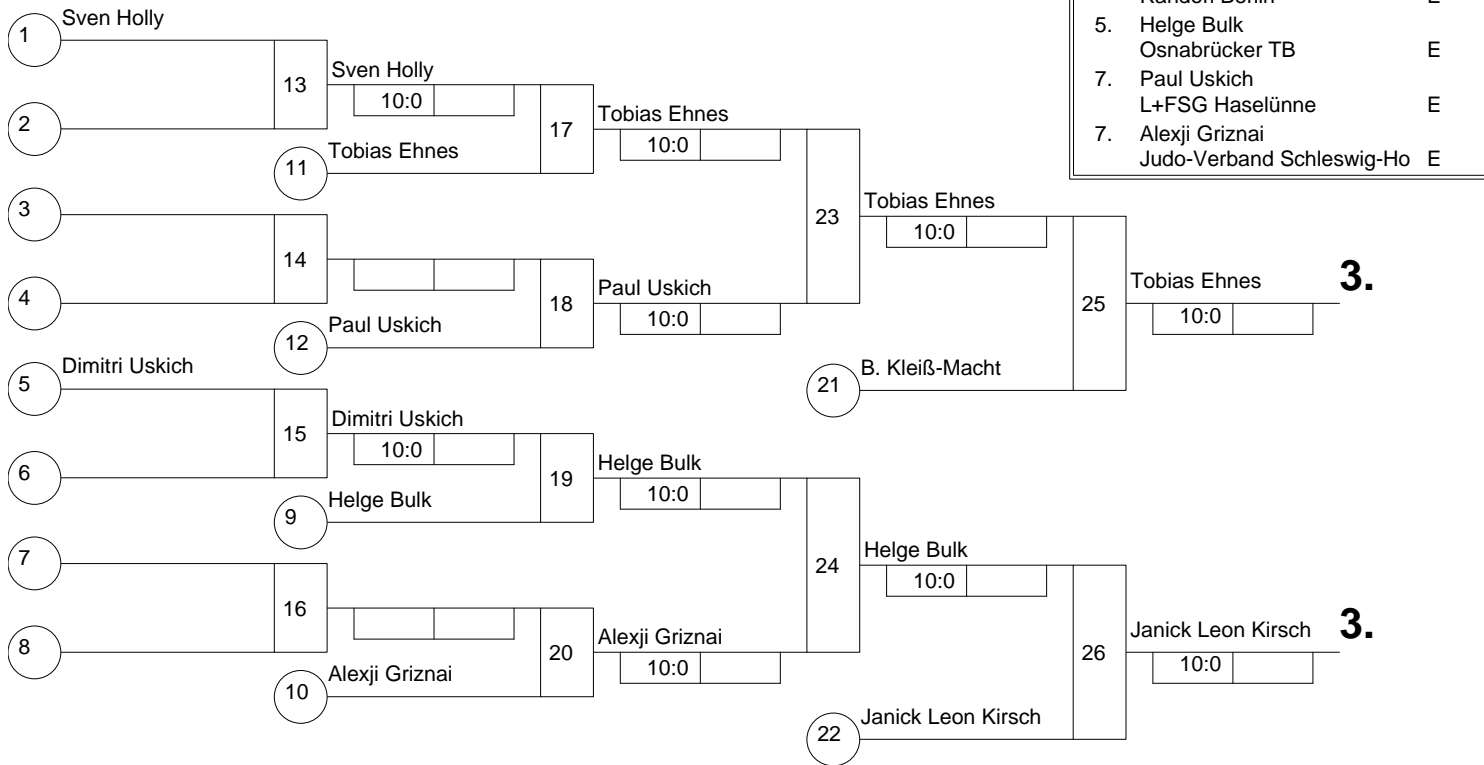 Sven Holly
1
13
Sven Holly
10:0
2
17
Tobias Ehnes
10:0
11
Tobias Ehnes
3
23
Tobias Ehnes
10:0
14
4
18
Paul Uskich
10:0
12
Paul Uskich
25
Tobias Ehnes
3.
10:0
Dimitri Uskich
5
21
B. Kleiß-Macht
15
Dimitri Uskich
10:0
6
19
Helge Bulk
10:0
9
Helge Bulk
7
24
Helge Bulk
10:0
16
8
20
Alexji Griznai
10:0
10
Alexji Griznai
26
Janick Leon Kirsch
3.
10:0
22
Janick Leon Kirsch
5. Helge Bulk
Osnabrücker TB E
7. Paul Uskich
L+FSG Haselünne E
7. Alexji Griznai
Judo-Verband Schleswig-Ho E